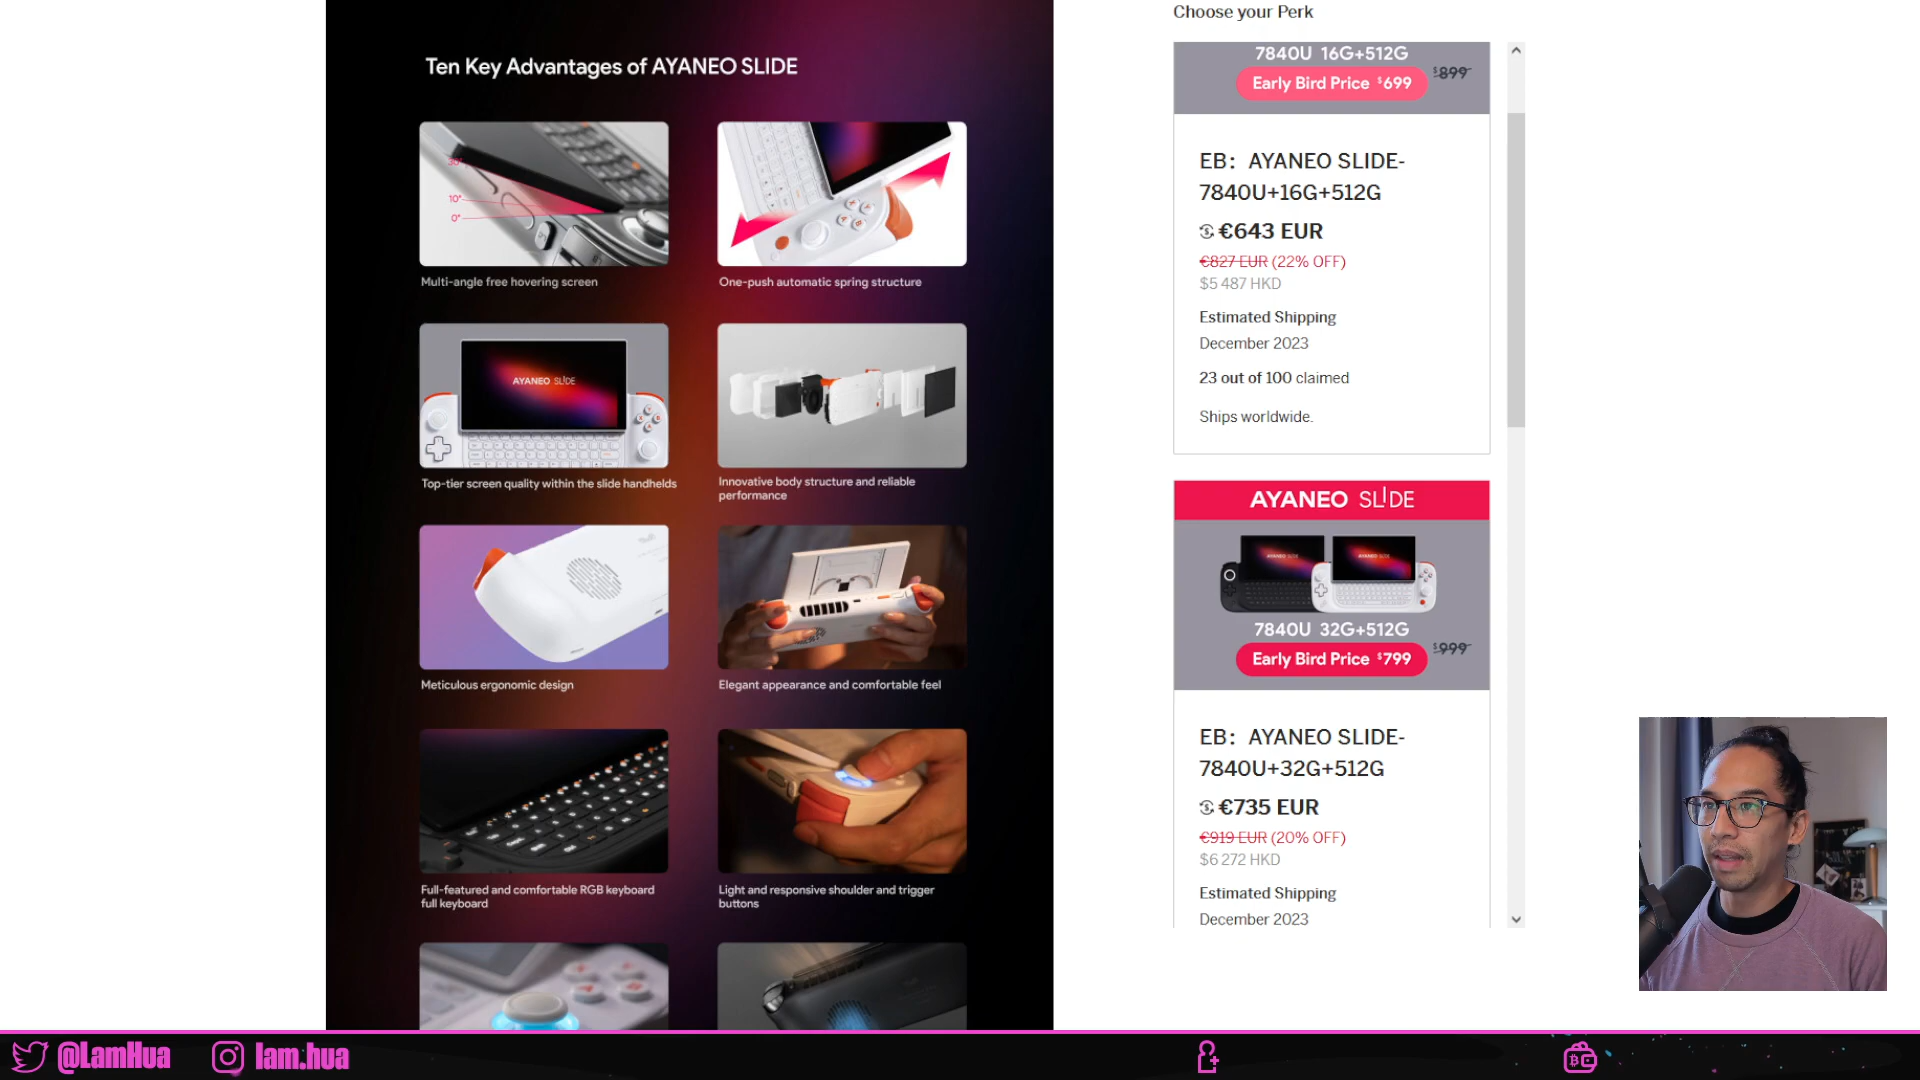 Ten Key Advantages of AYANEO SLIDE
30°
10°
0°
Multi-angle free hovering screen
One-push automatic spring structure
AYANEO SLIDE
Top-tier screen quality within the slide handhelds
Innovative body structure and reliable
performance
Meticulous ergonomic design
Elegant appearance and comfortable feel
Full-featured and comfortable RGB keyboard
full keyboard
Light and responsive shoulder and trigger
buttons
Choose your Perk
7840U 16G+512G
Early Bird Price $699
$899
EB：AYANEO SLIDE-
7840U+16G+512G
€643 EUR
€827 EUR (22% OFF)
$5 487 HKD
Estimated Shipping
December 2023
23 out of 100 claimed
Ships worldwide.
AYANEO SLIDE
7840U 32G+512G
Early Bird Price $799
$999
EB：AYANEO SLIDE-
7840U+32G+512G
€735 EUR
€919 EUR (20% OFF)
$6 272 HKD
Estimated Shipping
December 2023
@LamHua
lam.hua